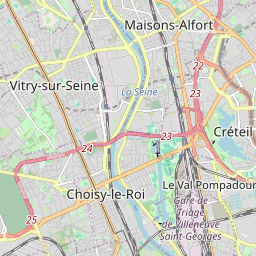 Maisons-Alfort
22
Vitry-sur-Seine
La Seine
23
23
Créteil
24
Choisy-le-Roi
Le Val Pompadour
Gare de
Triage
de Villeneuve
Saint-Georges
25